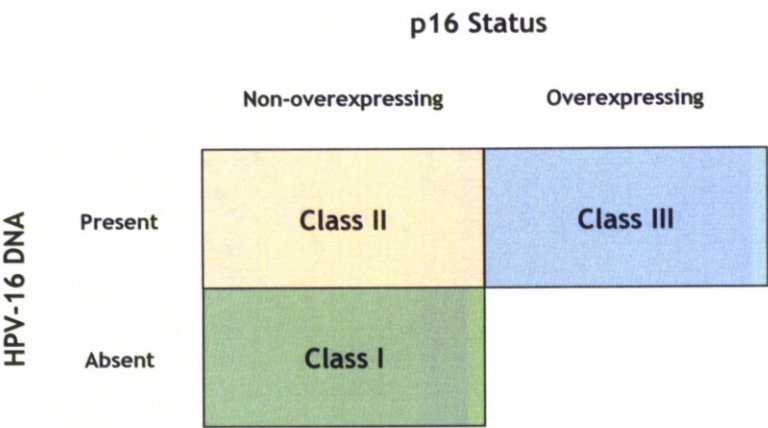 p16 Status
Non-overexpressing Overexpressing
HPV-16 DNA
Present Class II Class III
Absent Class I